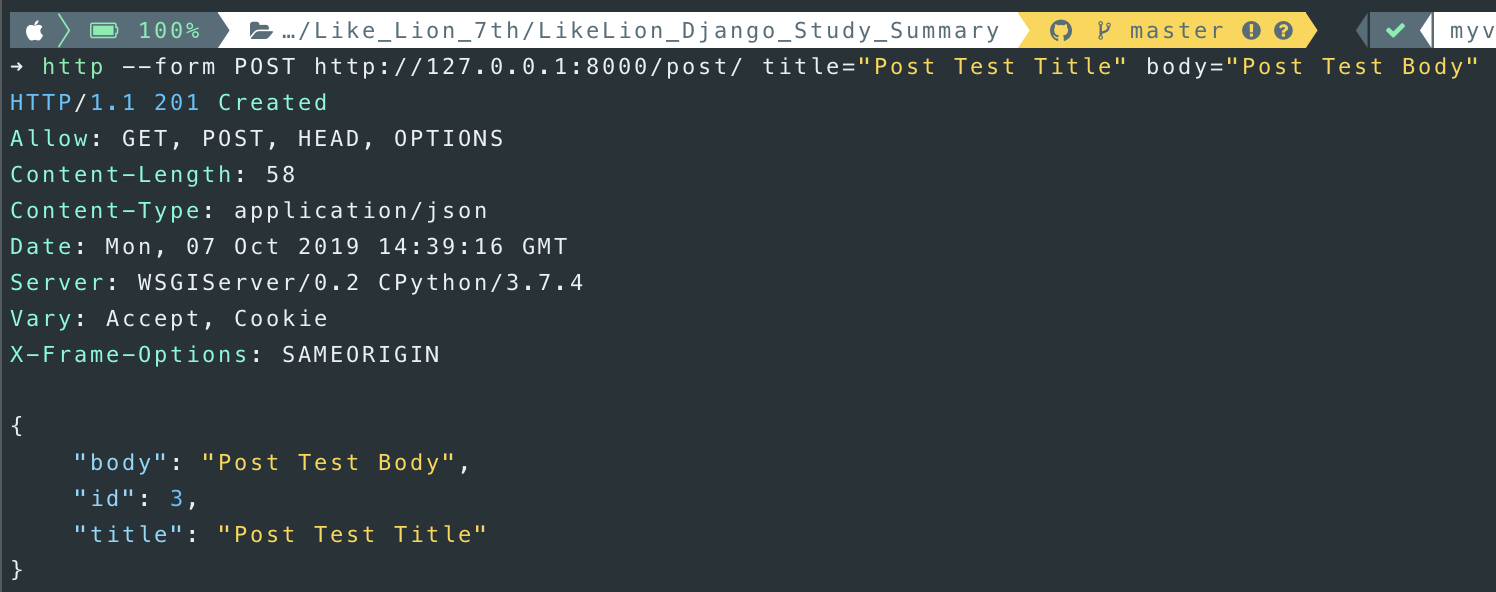 100% …/Like_Lion_7th/LikeLion_Django_Study_Summary master myv
→ http --form POST http://127.0.0.1:8000/post/ title="Post Test Title" body="Post Test Body"
HTTP/1.1 201 Created
Allow: GET, POST, HEAD, OPTIONS
Content-Length: 58
Content-Type: application/json
Date: Mon, 07 Oct 2019 14:39:16 GMT
Server: WSGIServer/0.2 CPython/3.7.4
Vary: Accept, Cookie
X-Frame-Options: SAMEORIGIN
{
    "body": "Post Test Body",
    "id": 3,
    "title": "Post Test Title"
}